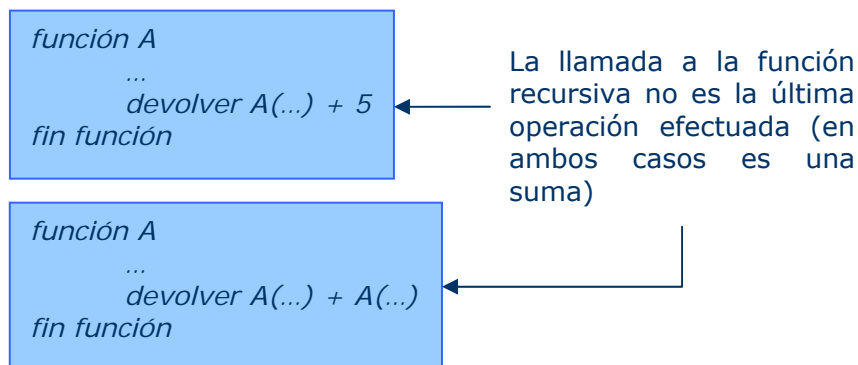 función A
...
devolver A(...) + 5
fin función
La llamada a la función
recursiva no es la última
operación efectuada (en
ambos casos es una
suma)
función A
...
devolver A(...) + A(...)
fin función